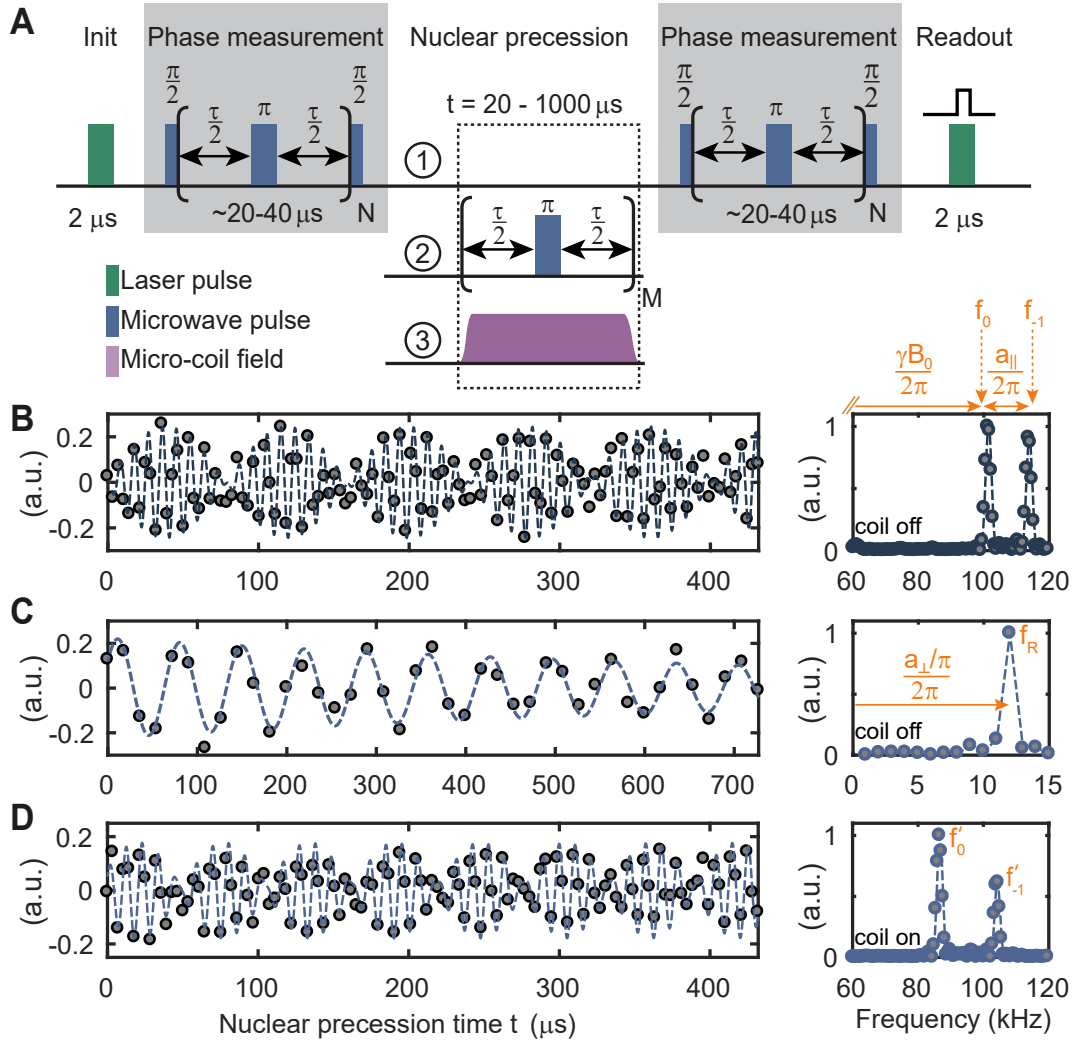 A
Init
Phase measurement
Nuclear precession
Phase measurement
Readout
π/2
τ/2
π
τ/2
π/2
t = 20 - 1000 μs
π/2
τ/2
π
τ/2
π/2
1
2 μs
~20-40 μs
N
~20-40 μs
N
2 μs
2
τ/2
π
τ/2
M
Laser pulse
Microwave pulse
Micro-coil field
3
f₀
f₋₁
γB₀/2π
a||/2π
B
(a.u.)
0.2
0
-0.2
0 100 200 300 400
(a.u.)
1
0
coil off
60 80 100 120
C
(a.u.)
0.2
0
-0.2
0 100 200 300 400 500 600 700
(a.u.)
1
0
a⊥/π
2π
f_R
coil off
0 5 10 15
D
(a.u.)
0.2
0
-0.2
0 100 200 300 400
Nuclear precession time t (μs)
(a.u.)
1
0
f₀'
f₋₁'
coil on
60 80 100 120
Frequency (kHz)